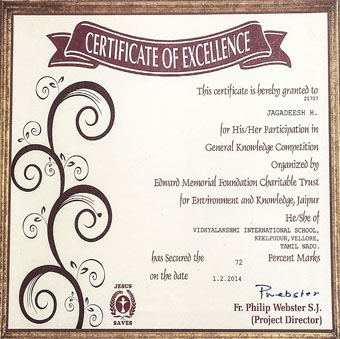 CERTIFICATE OF EXCELLENCE
This certificate is hereby granted to
21707
JAGADEESH H.
for His/Her Participation in
General Knowledge Competition
Organized by
Edward Memorial Foundation Charitable Trust
for Environment and Knowledge, Jaipur
He/She of
VIDHYALAKSHMI INTERNATIONAL SCHOOL,
KEELPUDUR,VELLORE,
TAMIL NADU.
has Secured the 72 Percent Marks
on the date 1.2.2014
JESUS
SAVES
PWebster
Fr. Philip Webster S.J.
(Project Director)